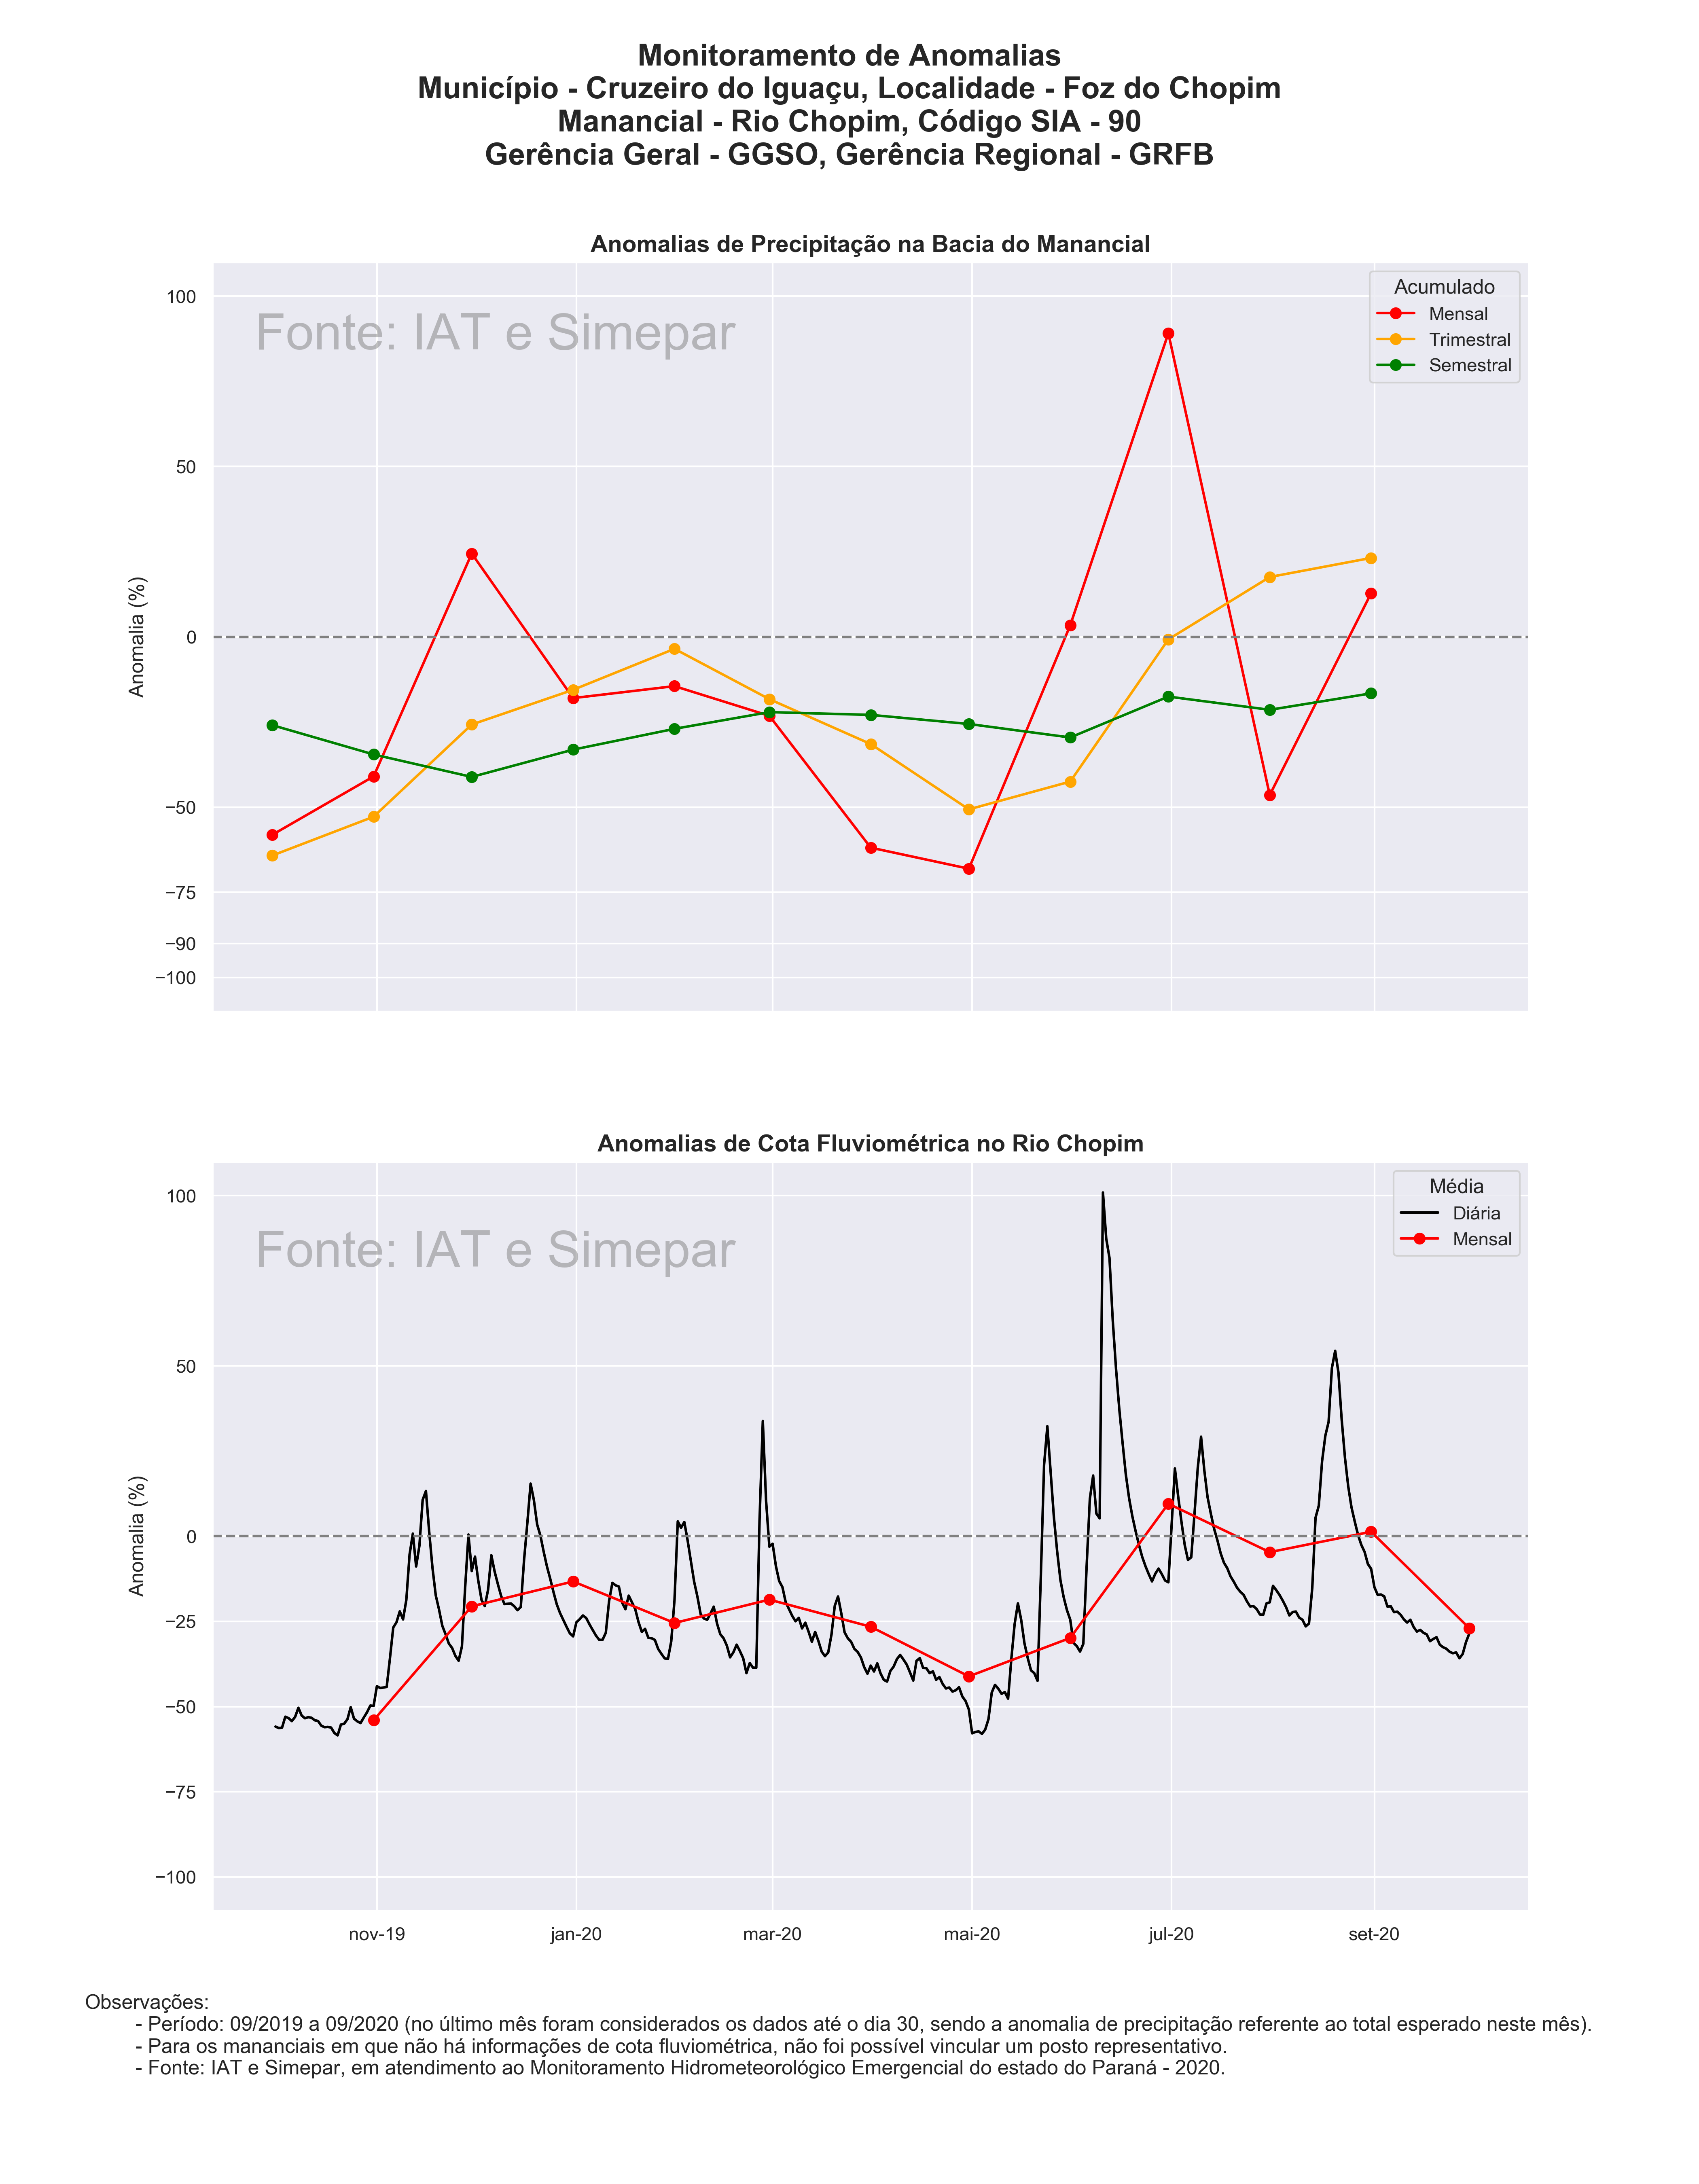 Monitoramento de Anomalias
Município - Cruzeiro do Iguaçu, Localidade - Foz do Chopim
Manancial - Rio Chopim, Código SIA - 90
Gerência Geral - GGSO, Gerência Regional - GRFB
Anomalias de Precipitação na Bacia do Manancial
Fonte: IAT e Simepar
Acumulado
Mensal
Trimestral
Semestral
Anomalia (%)
100
50
0
−50
−75
−90
−100
Anomalias de Cota Fluviométrica no Rio Chopim
Fonte: IAT e Simepar
Média
Diária
Mensal
Anomalia (%)
100
50
0
−25
−50
−75
−100
nov-19 jan-20 mar-20 mai-20 jul-20 set-20
Observações:
- Período: 09/2019 a 09/2020 (no último mês foram considerados os dados até o dia 30, sendo a anomalia de precipitação referente ao total esperado neste mês).
- Para os mananciais em que não há informações de cota fluviométrica, não foi possível vincular um posto representativo.
- Fonte: IAT e Simepar, em atendimento ao Monitoramento Hidrometeorológico Emergencial do estado do Paraná - 2020.